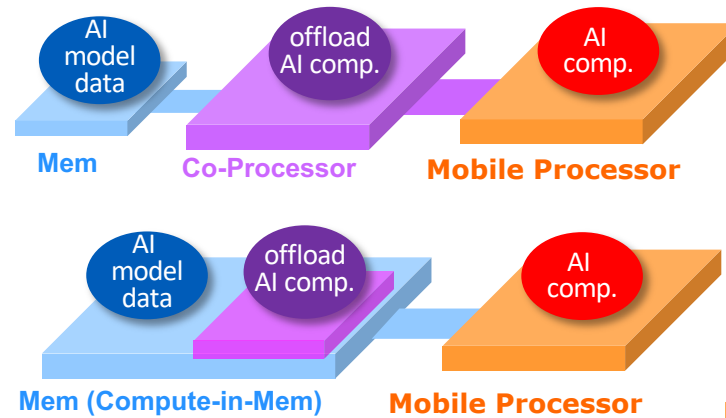 AI
model
data
offload
AI comp.
AI
comp.
Mem
Co-Processor
Mobile Processor
AI
model
data
offload
AI comp.
AI
comp.
Mem (Compute-in-Mem)
Mobile Processor